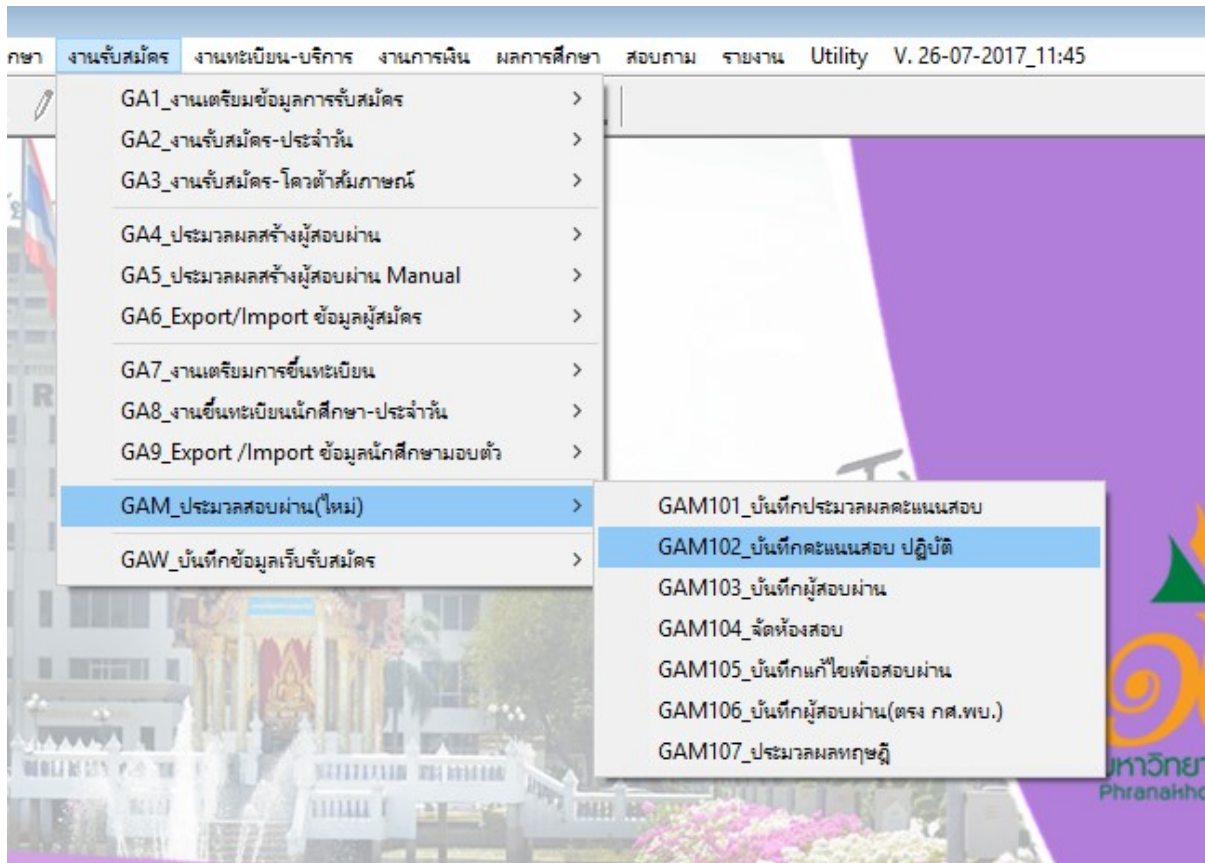 กษา งานรับสมัคร งานทะเบียน-บริการ งานการเงิน ผลการศึกษา สอบถาม รายงาน Utility V. 26-07-2017_11:45
GA1_งานเตรียมข้อมูลการรับสมัคร
GA2_งานรับสมัคร-ประจำวัน
GA3_งานรับสมัคร-โควต้าสัมภาษณ์
GA4_ประมวลผลสร้างผู้สอบผ่าน
GA5_ประมวลผลสร้างผู้สอบผ่าน Manual
GA6_Export/Import ข้อมูลผู้สมัคร
GA7_งานเตรียมการขึ้นทะเบียน
GA8_งานขึ้นทะเบียนนักศึกษา-ประจำวัน
GA9_Export /Import ข้อมูลนักศึกษามอบตัว
GAM_ประมวลสอบผ่าน(ใหม่)
GAW_บันทึกข้อมูลเว็บรับสมัคร
GAM101_บันทึกประมวลผลคะแนนสอบ
GAM102_บันทึกคะแนนสอบ ปฎิบัติ
GAM103_บันทึกผู้สอบผ่าน
GAM104_จัดห้องสอบ
GAM105_บันทึกแก้ไขเพื่อสอบผ่าน
GAM106_บันทึกผู้สอบผ่าน(ตรง กศ.พบ.)
GAM107_ประมวลผลทฤษฎี
มหาวิทยา
Phranakho